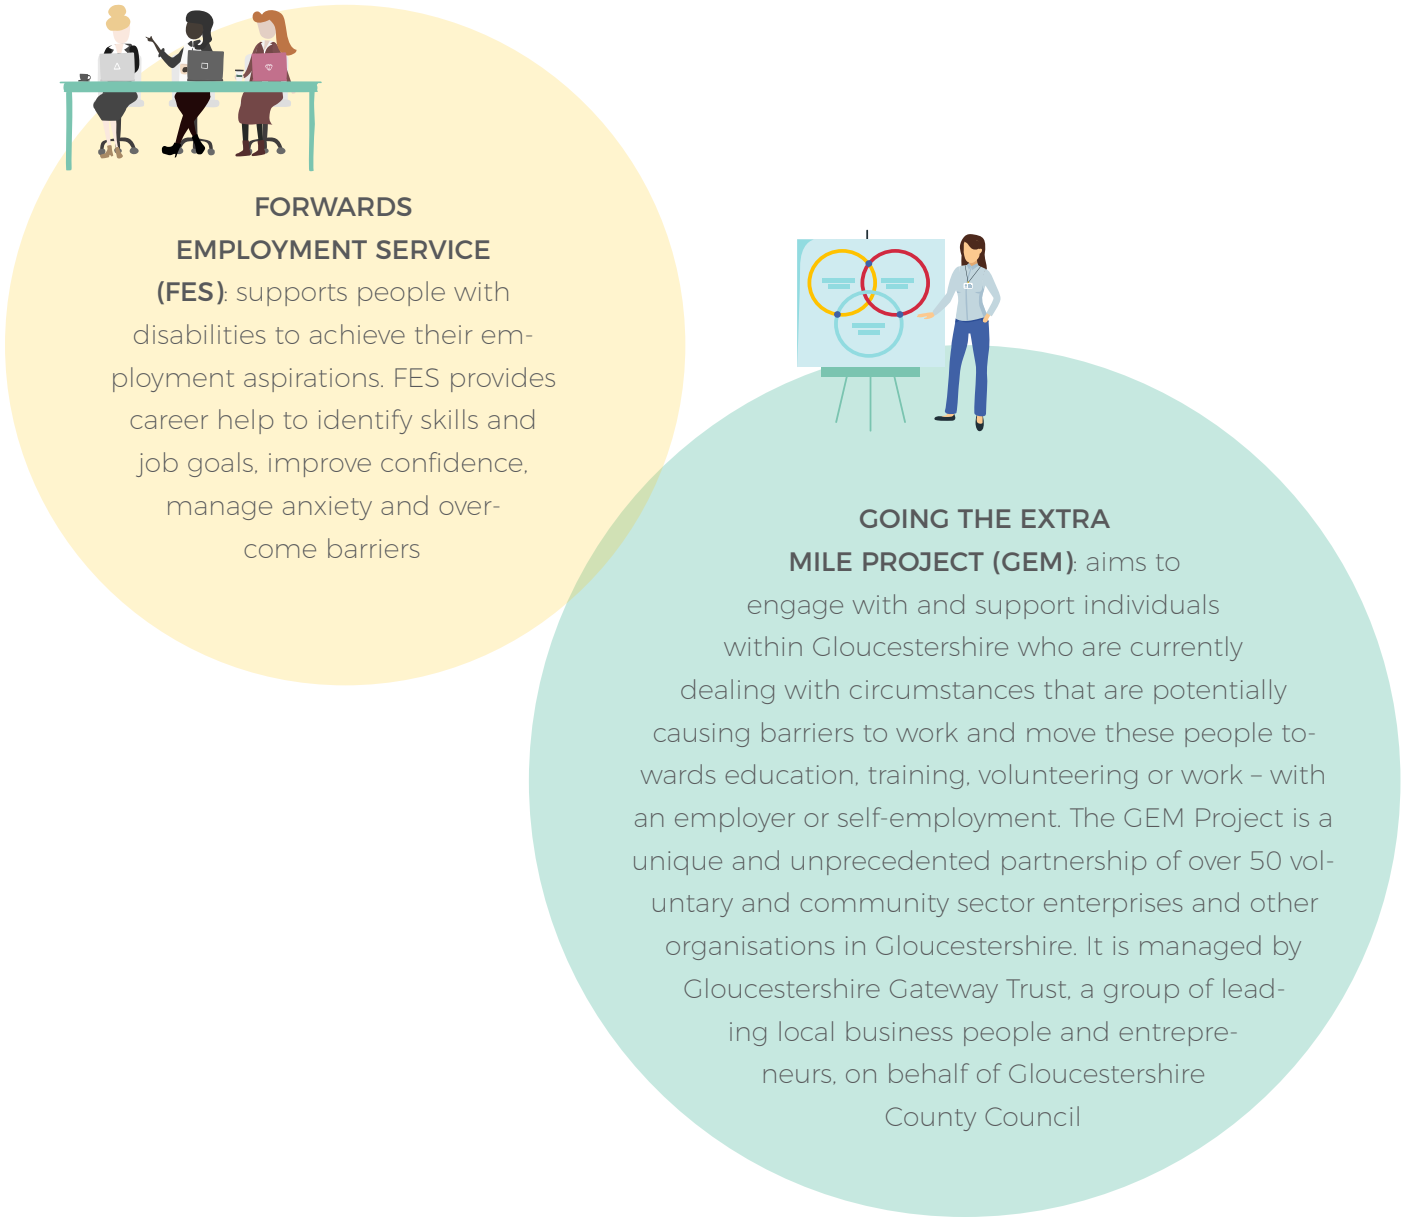 FORWARDS
EMPLOYMENT SERVICE
(FES): supports people with
disabilities to achieve their em-
ployment aspirations. FES provides
career help to identify skills and
job goals, improve confidence,
manage anxiety and over-
come barriers
GOING THE EXTRA
MILE PROJECT (GEM): aims to
engage with and support individuals
within Gloucestershire who are currently
dealing with circumstances that are potentially
causing barriers to work and move these people to-
wards education, training, volunteering or work – with
an employer or self-employment. The GEM Project is a
unique and unprecedented partnership of over 50 vol-
untary and community sector enterprises and other
organisations in Gloucestershire. It is managed by
Gloucestershire Gateway Trust, a group of lead-
ing local business people and entrepre-
neurs, on behalf of Gloucestershire
County Council